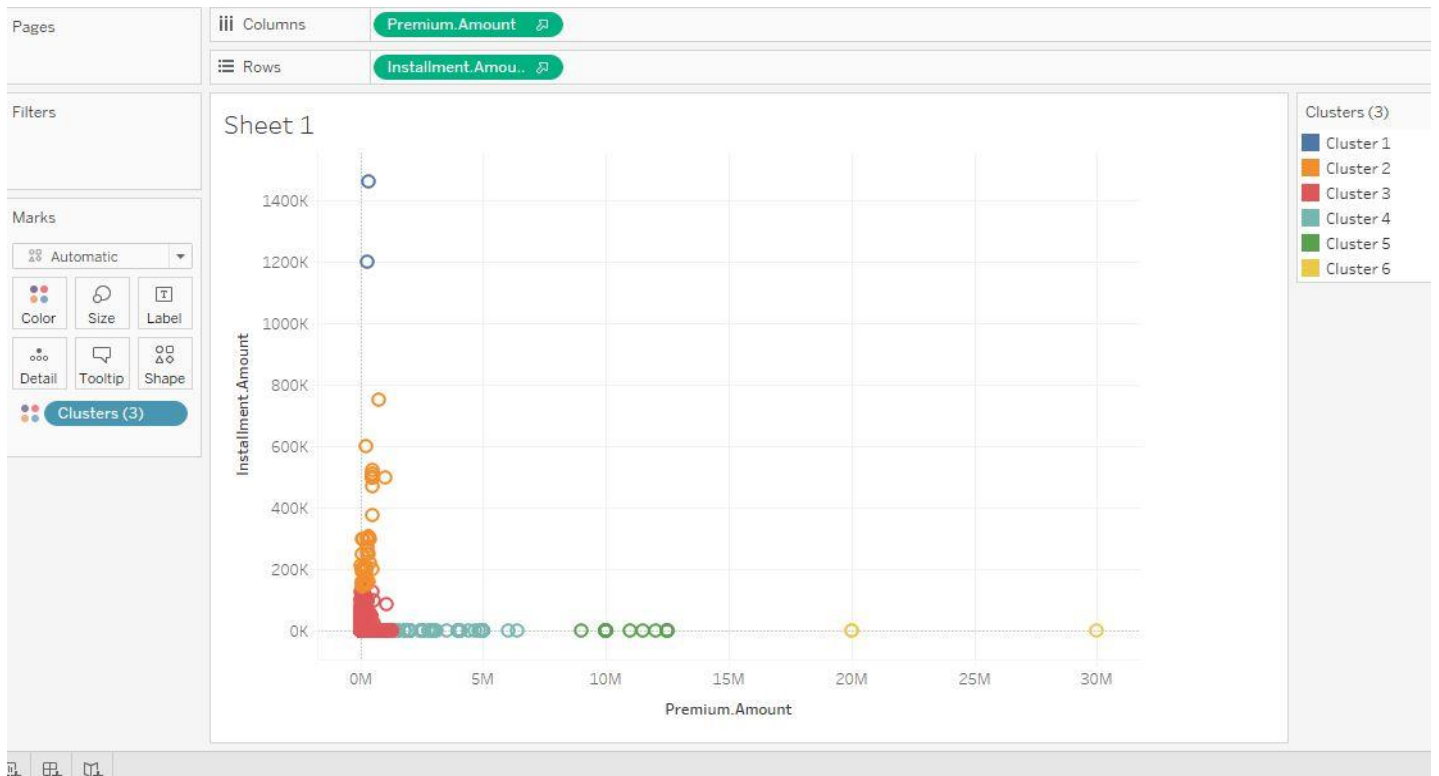 Pages
Columns
Premium.Amount
Rows
Installment.Amou..
Filters
Marks
Automatic
Color
Size
Label
Detail
Tooltip
Shape
Clusters (3)
Sheet 1
1400K
1200K
1000K
800K
600K
400K
200K
0K
Installment.Amount
0M 5M 10M 15M 20M 25M 30M
Premium.Amount
Clusters (3)
Cluster 1
Cluster 2
Cluster 3
Cluster 4
Cluster 5
Cluster 6